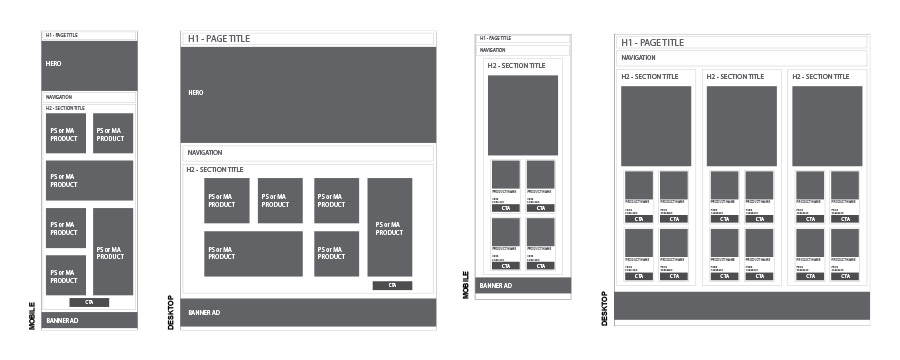 H1 - PAGE TITLE
HERO
NAVIGATION
H2 - SECTION TITLE
PS or MA
PRODUCT
PS or MA
PRODUCT
PS or MA
PRODUCT
PS or MA
PRODUCT
PS or MA
PRODUCT
PS or MA
PRODUCT
CTA
BANNER AD
MOBILE
H1 - PAGE TITLE
HERO
NAVIGATION
H2 - SECTION TITLE
PS or MA
PRODUCT
PS or MA
PRODUCT
PS or MA
PRODUCT
PS or MA
PRODUCT
PS or MA
PRODUCT
PS or MA
PRODUCT
CTA
BANNER AD
DESKTOP
H1 - PAGE TITLE
NAVIGATION
H2 - SECTION TITLE
PRODUCT NAME
PRODUCT NAME
CTA
CTA
PRODUCT NAME
PRODUCT NAME
CTA
CTA
BANNER AD
MOBILE
H1 - PAGE TITLE
NAVIGATION
H2 - SECTION TITLE
H2 - SECTION TITLE
H2 - SECTION TITLE
PRODUCT NAME
PRODUCT NAME
PRODUCT NAME
PRODUCT NAME
PRODUCT NAME
PRODUCT NAME
CTA
CTA
CTA
CTA
CTA
CTA
PRODUCT NAME
PRODUCT NAME
PRODUCT NAME
PRODUCT NAME
PRODUCT NAME
PRODUCT NAME
CTA
CTA
CTA
CTA
CTA
CTA
DESKTOP